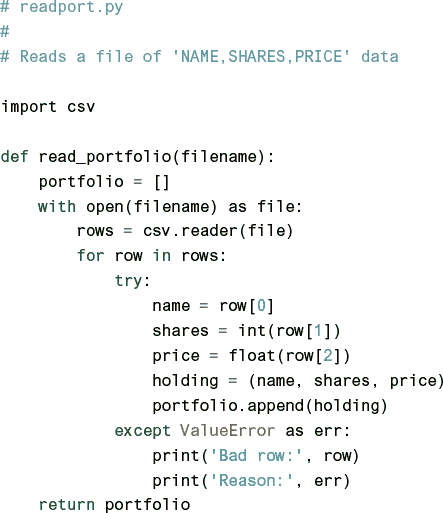 # readport.py
#
# Reads a file of 'NAME,SHARES,PRICE' data

import csv

def read_portfolio(filename):
    portfolio = []
    with open(filename) as file:
        rows = csv.reader(file)
        for row in rows:
            try:
                name = row[0]
                shares = int(row[1])
                price = float(row[2])
                holding = (name, shares, price)
                portfolio.append(holding)
            except ValueError as err:
                print('Bad row:', row)
                print('Reason:', err)
    return portfolio